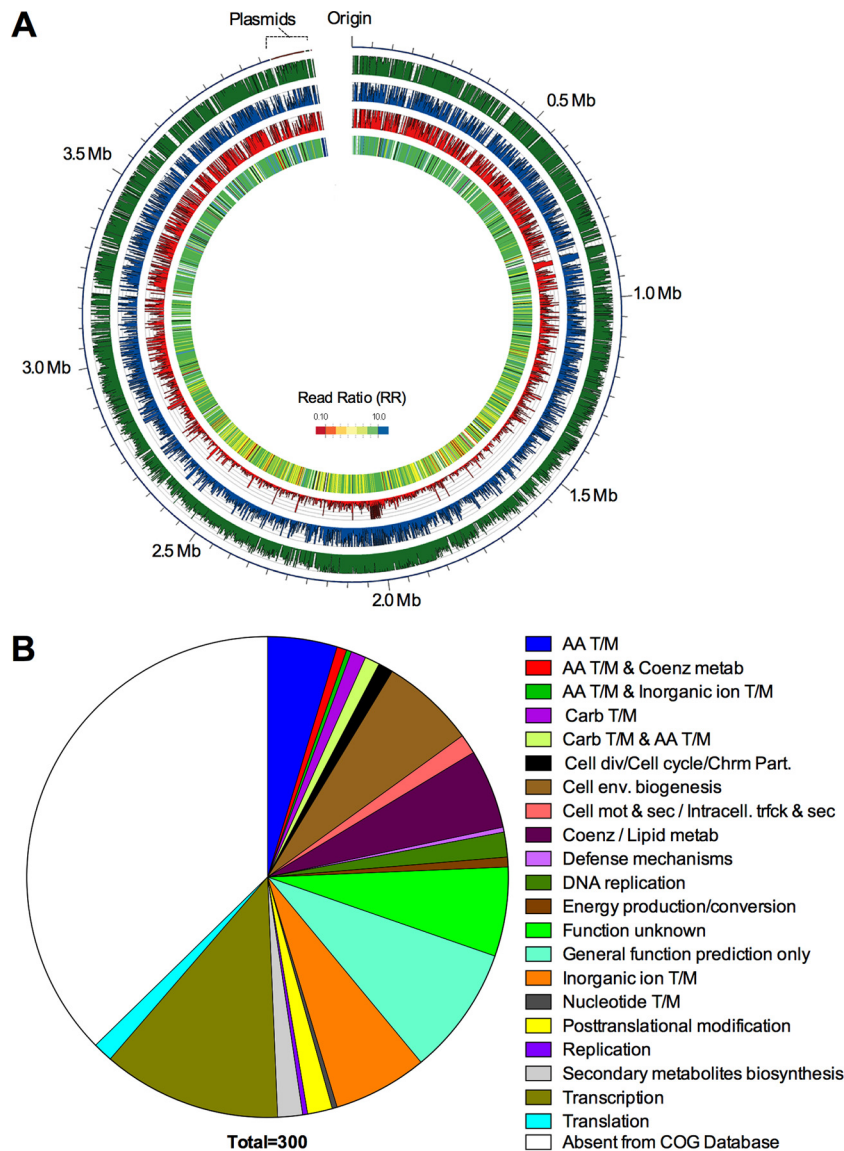 A
Plasmids
Origin
0.5 Mb
3.5 Mb
1.0 Mb
3.0 Mb
Read Ratio (RR)
0.10 10.0
1.5 Mb
2.5 Mb
2.0 Mb
B
AA T/M
AA T/M & Coenz metab
AA T/M & Inorganic ion T/M
Carb T/M
Carb T/M & AA T/M
Cell div/Cell cycle/Chrm Part.
Cell env. biogenesis
Cell mot & sec / Intracell. trfck & sec
Coenz / Lipid metab
Defense mechanisms
DNA replication
Energy production/conversion
Function unknown
General function prediction only
Inorganic ion T/M
Nucleotide T/M
Posttranslational modification
Replication
Secondary metabolites biosynthesis
Transcription
Translation
Absent from COG Database
Total=300